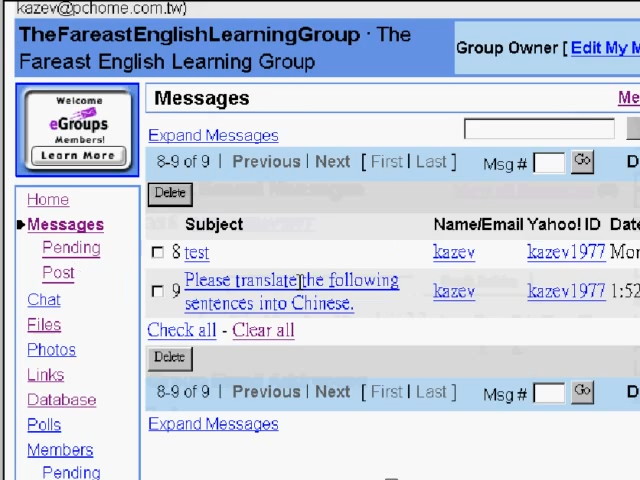 kazev@pchome.com.tw)
TheFareastEnglishLearningGroup · The
Fareast English Learning Group
Group Owner [ Edit My M
Welcome
eGroups
Members!
Learn More
Messages
Me
Expand Messages
8-9 of 9 | Previous | Next [ First | Last ] Msg # Go D
Delete
Subject Name/Email Yahoo! ID Date
8 test kazev kazev1977 Mon
9 Please translate the following sentences into Chinese. kazev kazev1977 1:52
Check all - Clear all
Delete
8-9 of 9 | Previous | Next [ First | Last ] Msg # Go D
Expand Messages
Home
Messages
Pending
Post
Chat
Files
Photos
Links
Database
Polls
Members
Pending